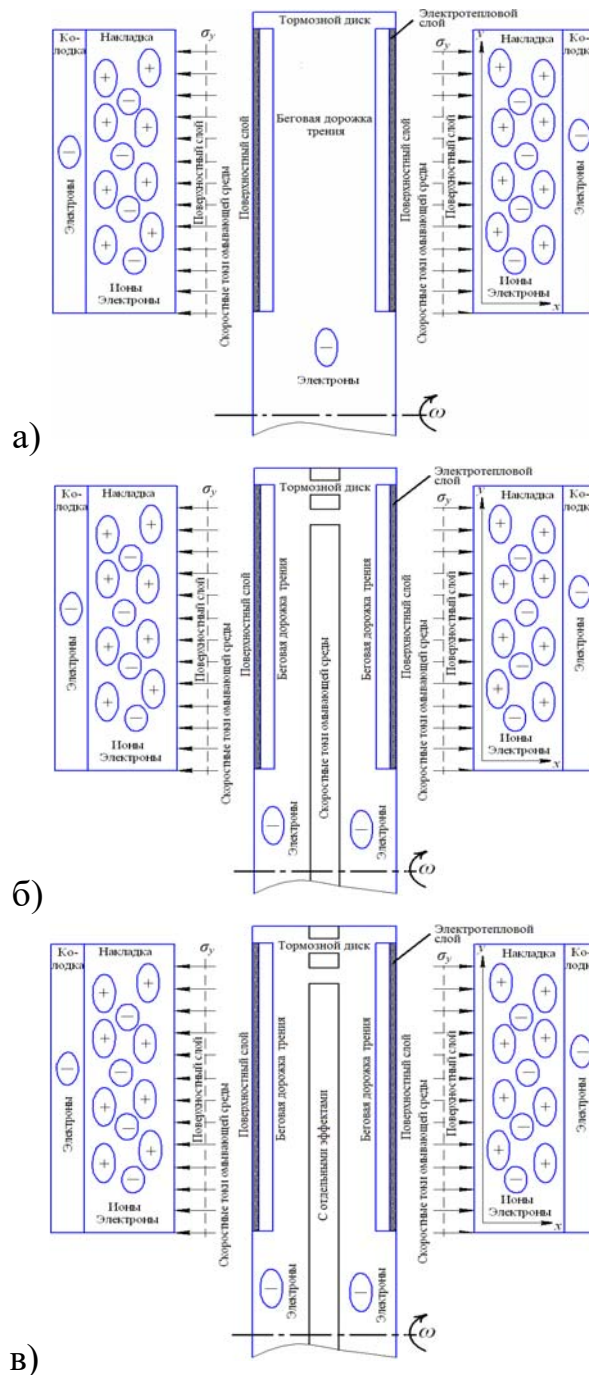 Электротепловой
слой
Тормозной диск
Ко-
лодка
Накладка
σy
σy
y
Накладка
Ко-
лодка
Беговая дорожка
трения
Электроны
Поверхностный слой
Скоростные токи омывающей среды
Поверхностный слой
Поверхностный слой
Скоростные токи омывающей среды
Поверхностный слой
Электроны
Ионы
Электроны
Ионы
Электроны
x
Электроны
ω
а)
Электротепловой
слой
Тормозной диск
Ко-
лодка
Накладка
σy
σy
y
Накладка
Ко-
лодка
Электроны
Поверхностный слой
Скоростные токи омывающей среды
Поверхностный слой
Беговая дорожка трения
Скоростные токи омывающей среды
Беговая дорожка трения
Поверхностный слой
Скоростные токи омывающей среды
Поверхностный слой
Электроны
Ионы
Электроны
Ионы
Электроны
x
Электроны
Электроны
ω
б)
Электротепловой
слой
Тормозной диск
Ко-
лодка
Накладка
σy
σy
y
Накладка
Ко-
лодка
Электроны
Поверхностный слой
Скоростные токи омывающей среды
Поверхностный слой
Беговая дорожка трения
С отдельными эффектами
Беговая дорожка трения
Поверхностный слой
Скоростные токи омывающей среды
Поверхностный слой
Электроны
Ионы
Электроны
Ионы
Электроны
x
Электроны
Электроны
ω
в)